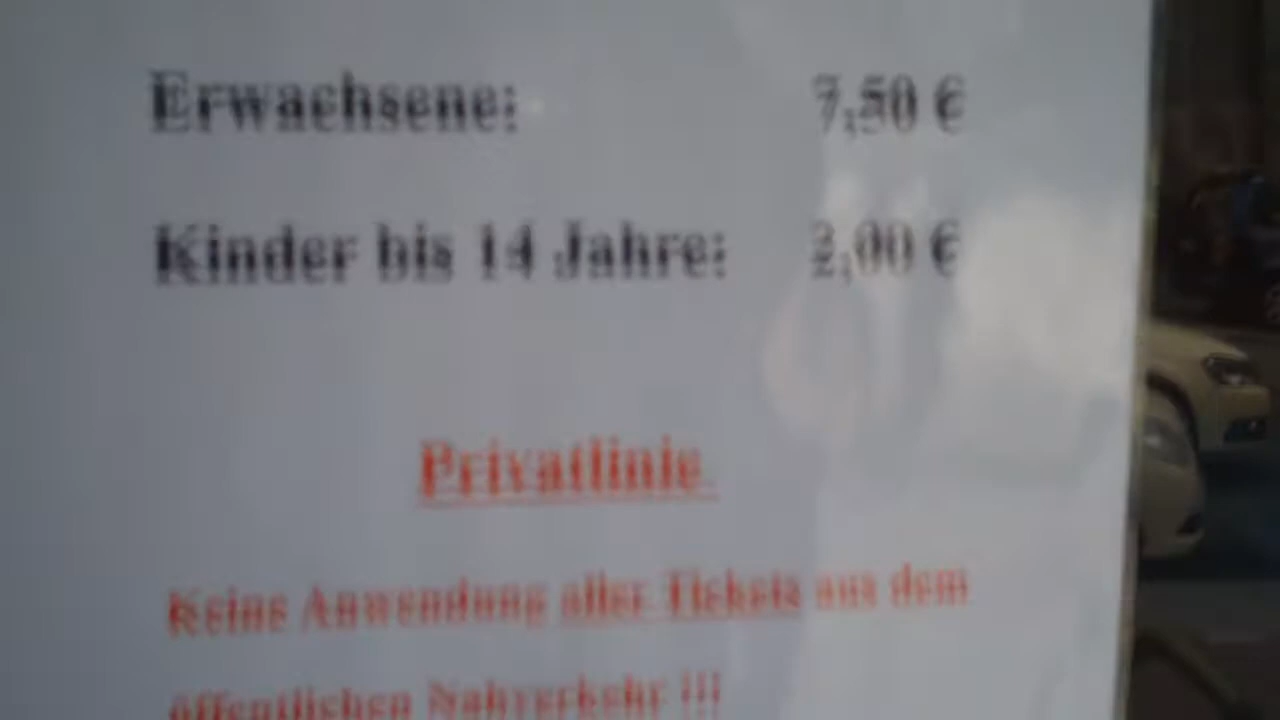 Erwachsene: 7,50 €
Kinder bis 14 Jahre: 2,00 €
Privatlinie
Keine Anwendung aller Tickets aus dem
öffentlichen Nahverkehr !!!